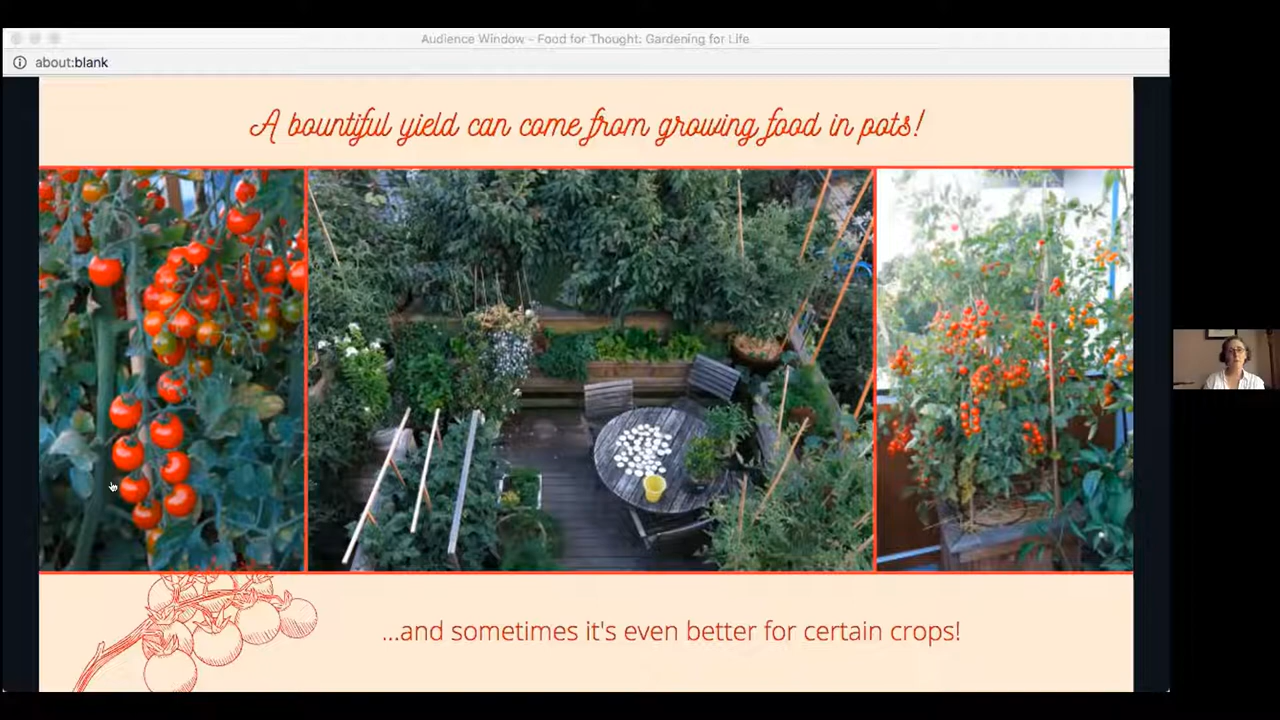 Audience Window - Food for Thought: Gardening for Life
about:blank
A bountiful yield can come from growing food in pots!
...and sometimes it's even better for certain crops!